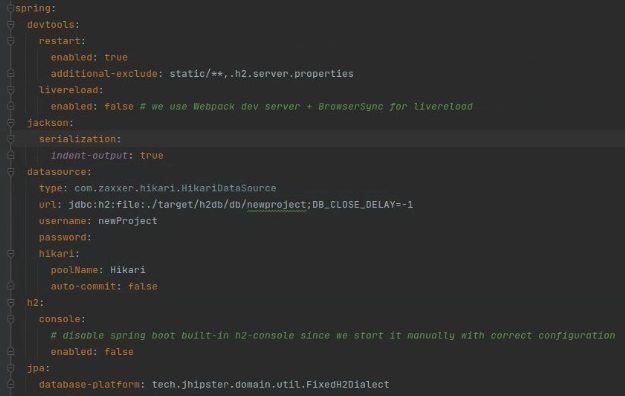 spring:
  devtools:
    restart:
      enabled: true
      additional-exclude: static/**,.h2.server.properties
    livereload:
      enabled: false # we use Webpack dev server + BrowserSync for livereload
  jackson:
    serialization:
      indent-output: true
  datasource:
    type: com.zaxxer.hikari.HikariDataSource
    url: jdbc:h2:file:./target/h2db/db/newproject;DB_CLOSE_DELAY=-1
    username: newProject
    password:
    hikari:
      poolName: Hikari
      auto-commit: false
  h2:
    console:
      # disable spring boot built-in h2-console since we start it manually with correct configuration
      enabled: false
  jpa:
    database-platform: tech.jhipster.domain.util.FixedH2Dialect